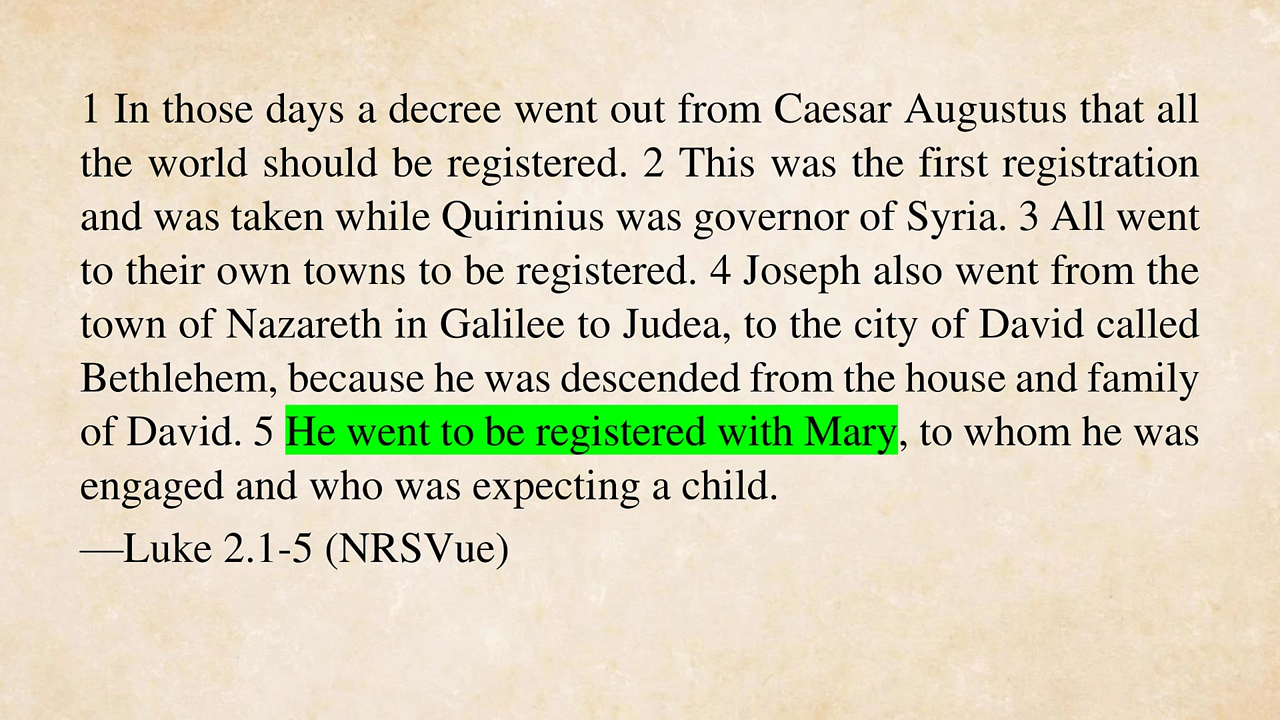 1 In those days a decree went out from Caesar Augustus that all
the world should be registered. 2 This was the first registration
and was taken while Quirinius was governor of Syria. 3 All went
to their own towns to be registered. 4 Joseph also went from the
town of Nazareth in Galilee to Judea, to the city of David called
Bethlehem, because he was descended from the house and family
of David. 5 He went to be registered with Mary, to whom he was
engaged and who was expecting a child.
—Luke 2.1-5 (NRSVue)